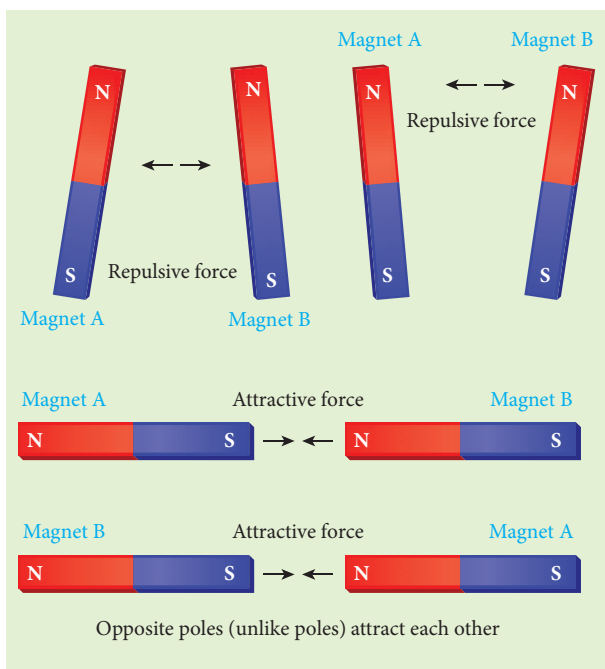 Magnet A
Magnet B
N
N
N
N
Repulsive force
S
S
S
S
Repulsive force
Magnet A
Magnet B
Magnet A
Attractive force
Magnet B
N
S
N
S
Magnet B
Attractive force
Magnet A
N
S
N
S
Opposite poles (unlike poles) attract each other